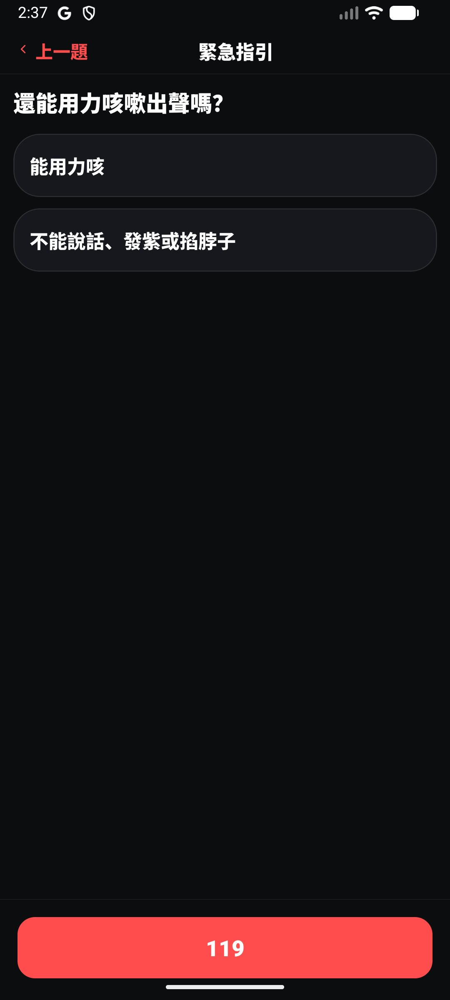 2:37
上一題
緊急指引
還能用力咳嗽出聲嗎?
能用力咳
不能說話、發紫或掐脖子
119